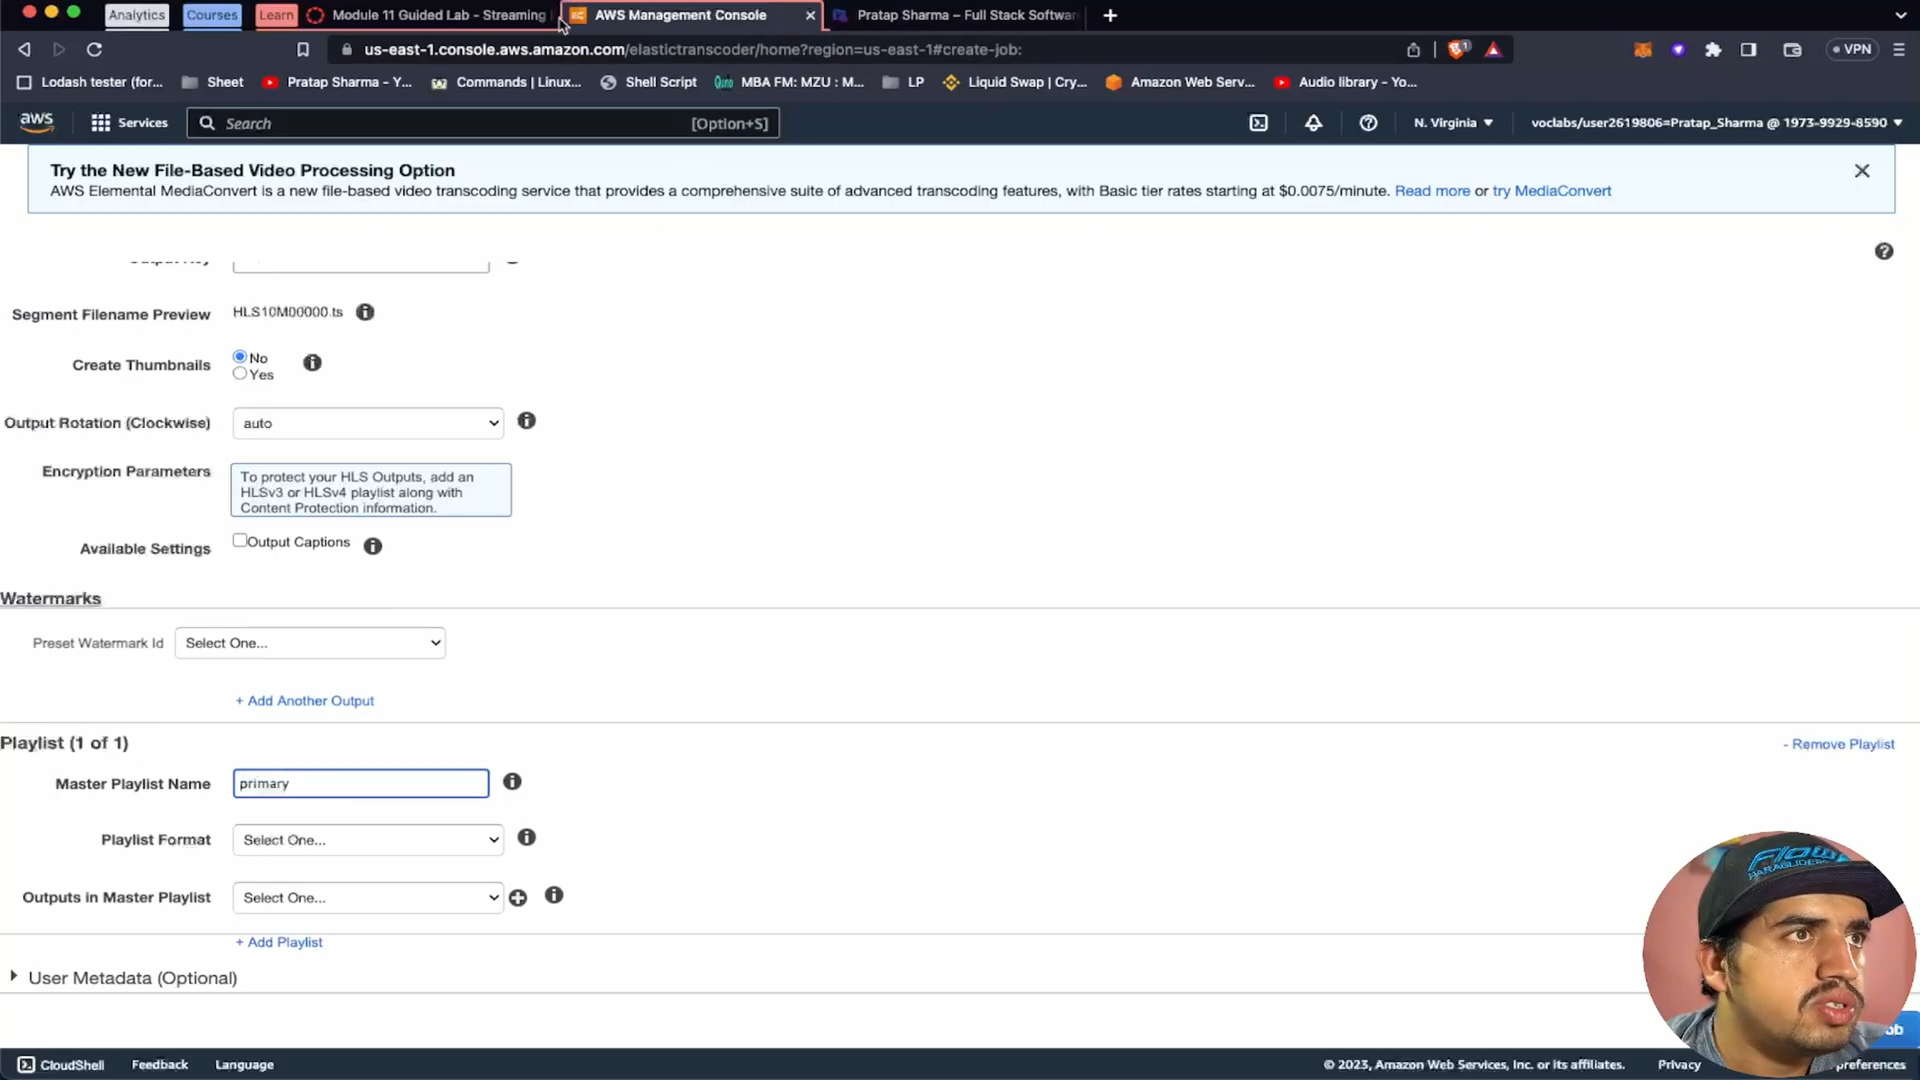 Analytics Courses Learn Module 11 Guided Lab - Streaming AWS Management Console Pratap Sharma – Full Stack Softwar
us-east-1.console.aws.amazon.com/elastictranscoder/home?region=us-east-1#create-job: 1 VPN
Lodash tester (for... Sheet Pratap Sharma - Y... Commands | Linux... Shell Script MBA FM: MZU : M... LP Liquid Swap | Cry... Amazon Web Serv... Audio library - Yo...
aws Services Search [Option+S] N. Virginia voclabs/user2619806=Pratap_Sharma @ 1973-9929-8590
Try the New File-Based Video Processing Option
AWS Elemental MediaConvert is a new file-based video transcoding service that provides a comprehensive suite of advanced transcoding features, with Basic tier rates starting at $0.0075/minute. Read more or try MediaConvert
Segment Filename Preview HLS10M00000.ts
Create Thumbnails No
Yes
Output Rotation (Clockwise) auto
Encryption Parameters To protect your HLS Outputs, add an
HLSv3 or HLSv4 playlist along with
Content Protection information.
Available Settings Output Captions
Watermarks
Preset Watermark Id Select One...
+ Add Another Output
Playlist (1 of 1) - Remove Playlist
Master Playlist Name primary
Playlist Format Select One...
Outputs in Master Playlist Select One...
+ Add Playlist
User Metadata (Optional)
FLOW
PARAGLIDERS
CloudShell Feedback Language © 2023, Amazon Web Services, Inc. or its affiliates. Privacy preferences